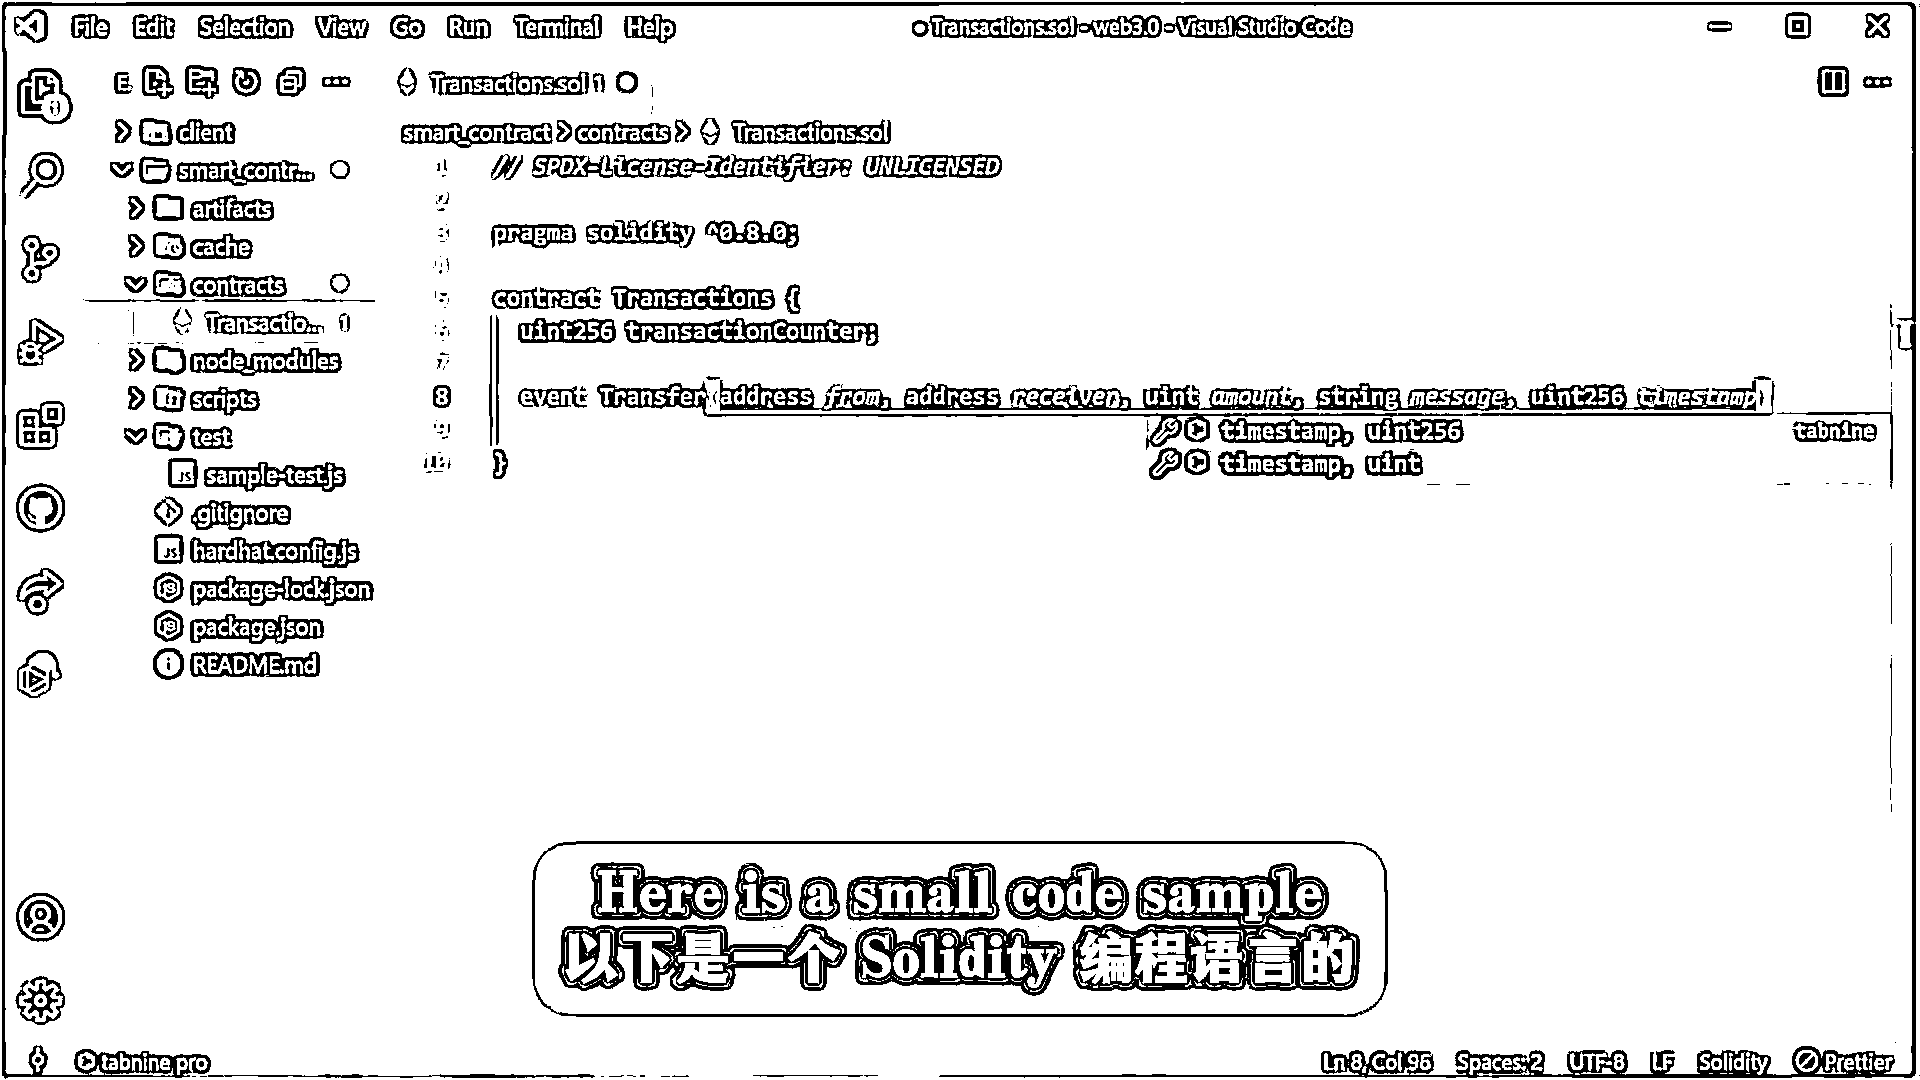 File Edit Selection View Go Run Terminal Help
Transactions.sol - web3.0 - Visual Studio Code
E
Transactions.sol 1
client
smart_contr...
artifacts
cache
contracts
Transactio... 1
node_modules
scripts
test
sample-test.js
.gitignore
hardhat.config.js
package-lock.json
package.json
README.md
smart_contract > contracts > Transactions.sol
1 // SPDX-License-Identifier: UNLICENSED
2
3 pragma solidity ^0.8.0;
4
5 contract Transactions {
6 uint256 transactionCounter;
7
8 event Transfer(address from, address receiver, uint amount, string message, uint256 timestamp)
9
10 }
timestamp, uint256 tabnine
timestamp, uint
Here is a small code sample
以下是一个 Solidity 编程语言的
tabnine pro
Ln 8, Col 95 Spaces: 2 UTF-8 LF Solidity Prettier